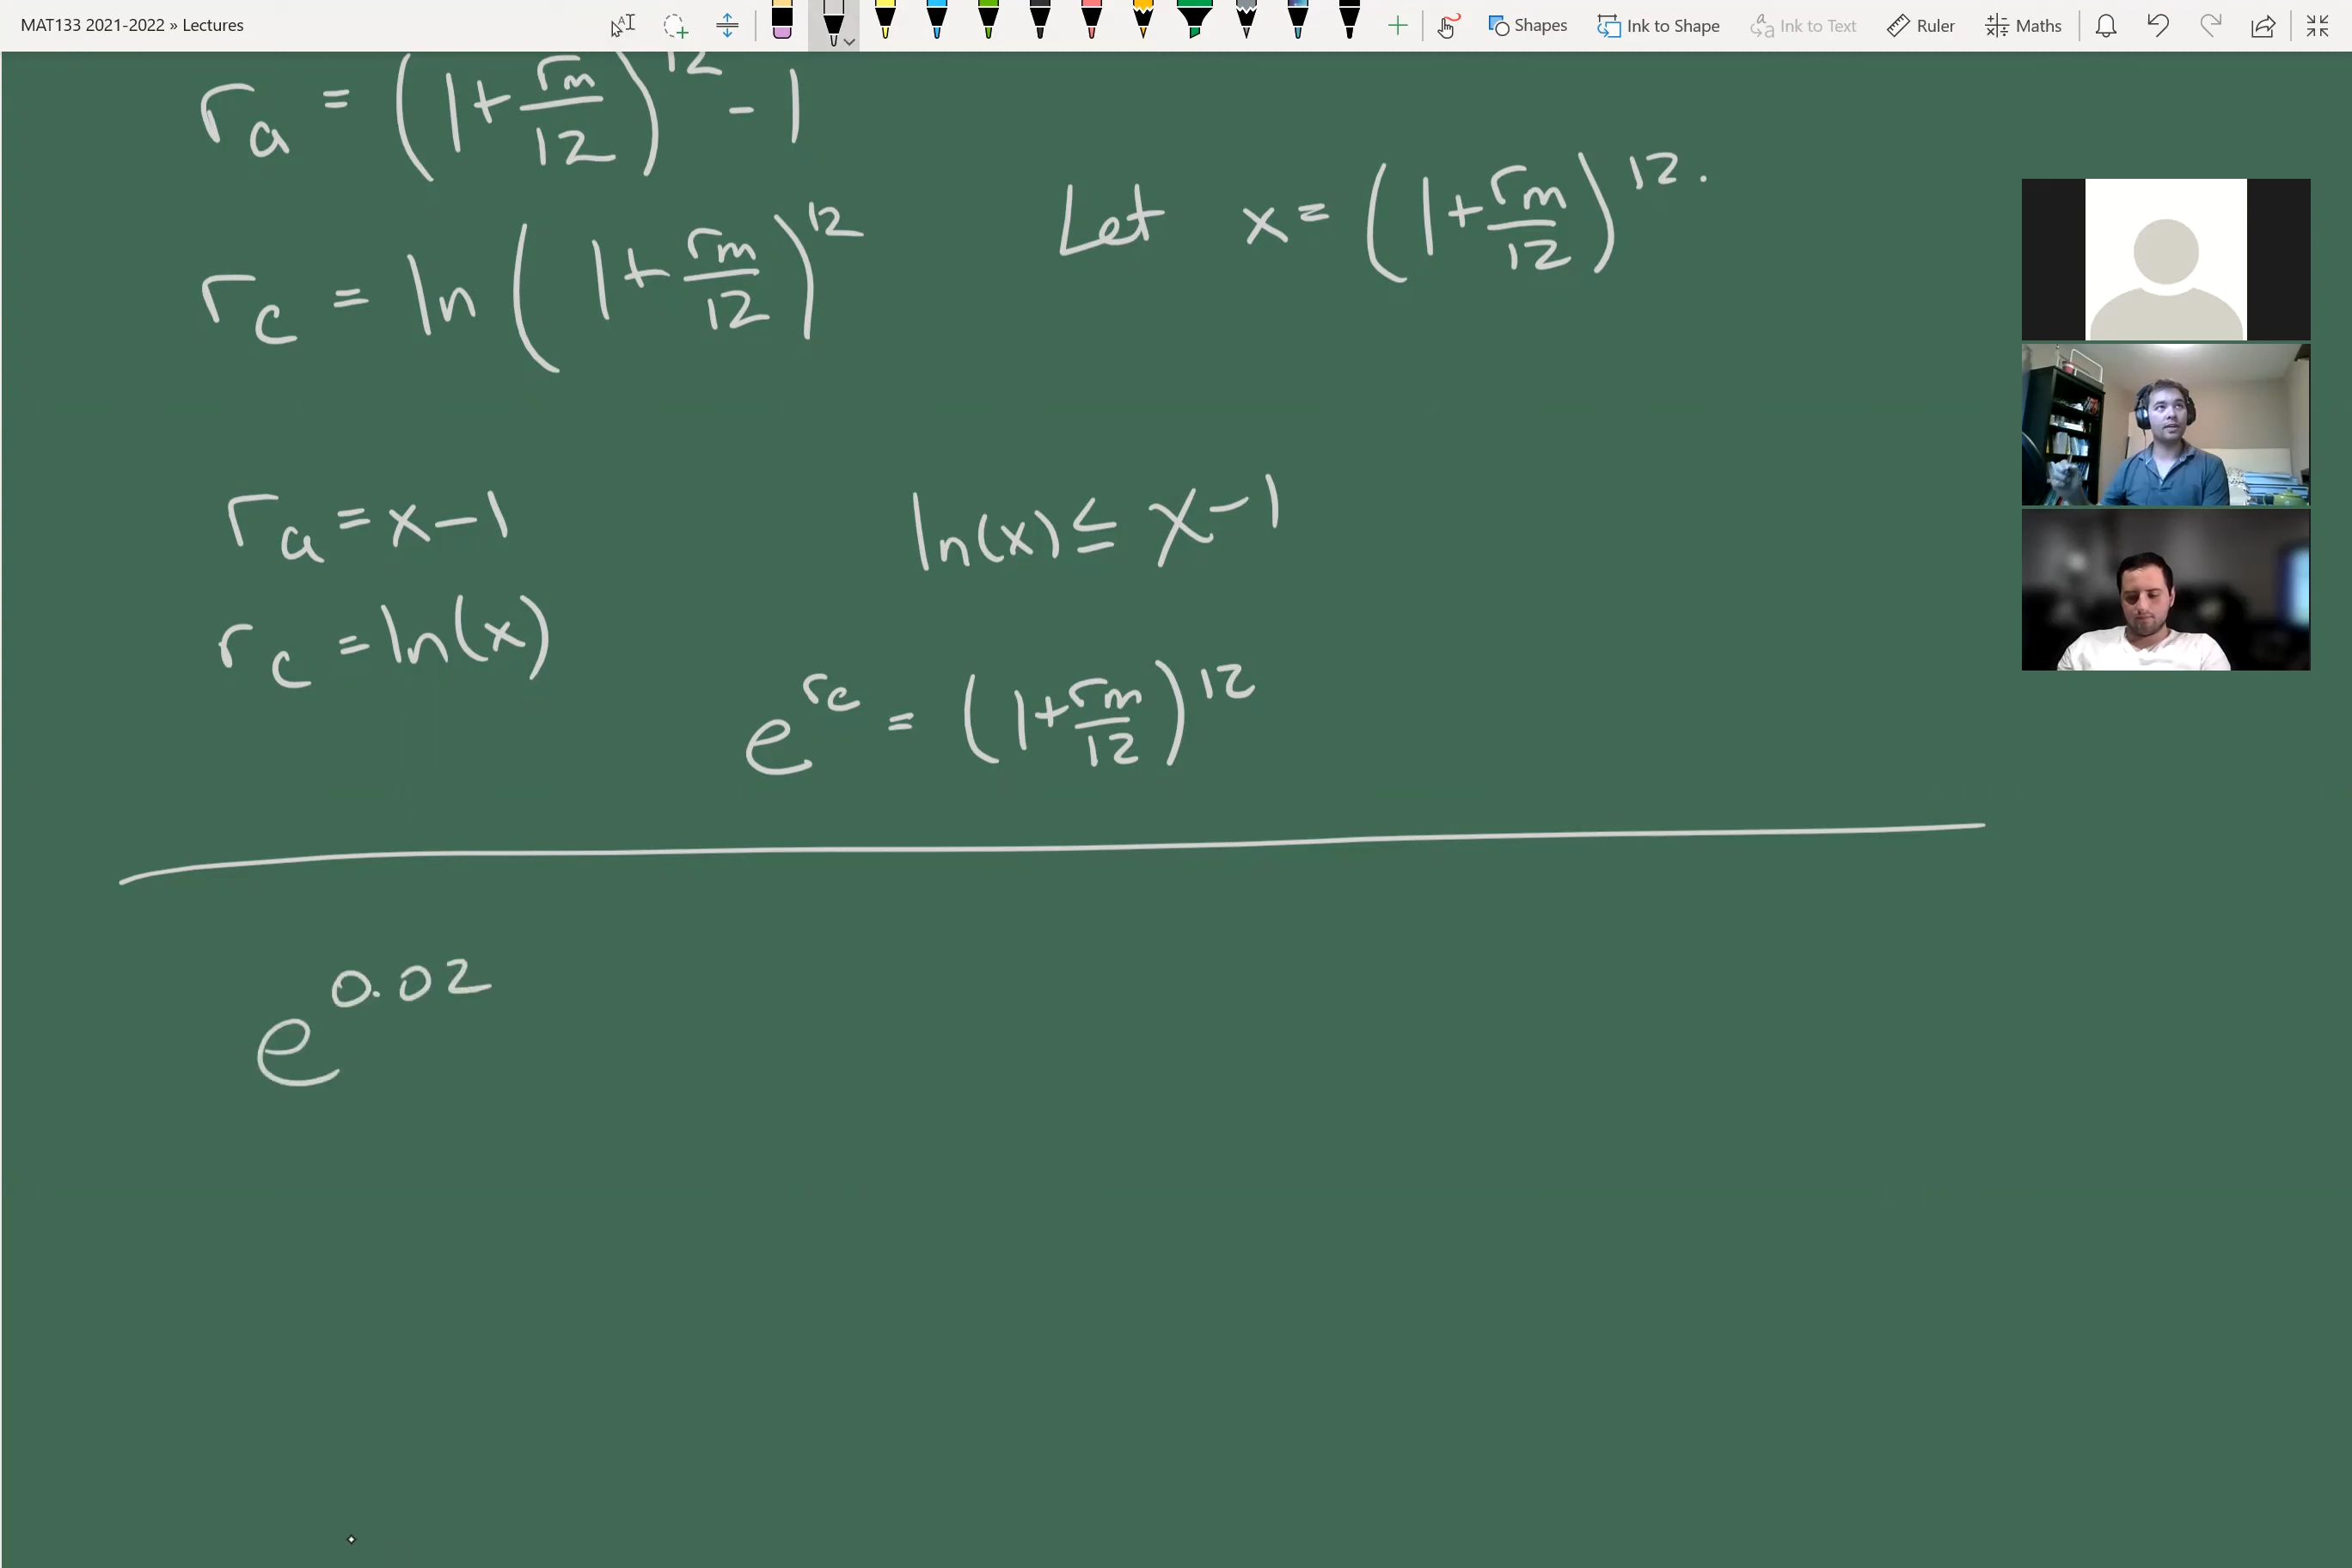 MAT133 2021-2022 » Lectures
Shapes
Ink to Shape
Ink to Text
Ruler
Maths
r_a = (1 + r_m/12)^12 - 1
r_c = ln(1 + r_m/12)^12
Let x = (1 + r_m/12)^12.
r_a = x - 1
ln(x) ≤ x - 1
r_c = ln(x)
e^{r_c} = (1 + r_m/12)^12
e^0.02